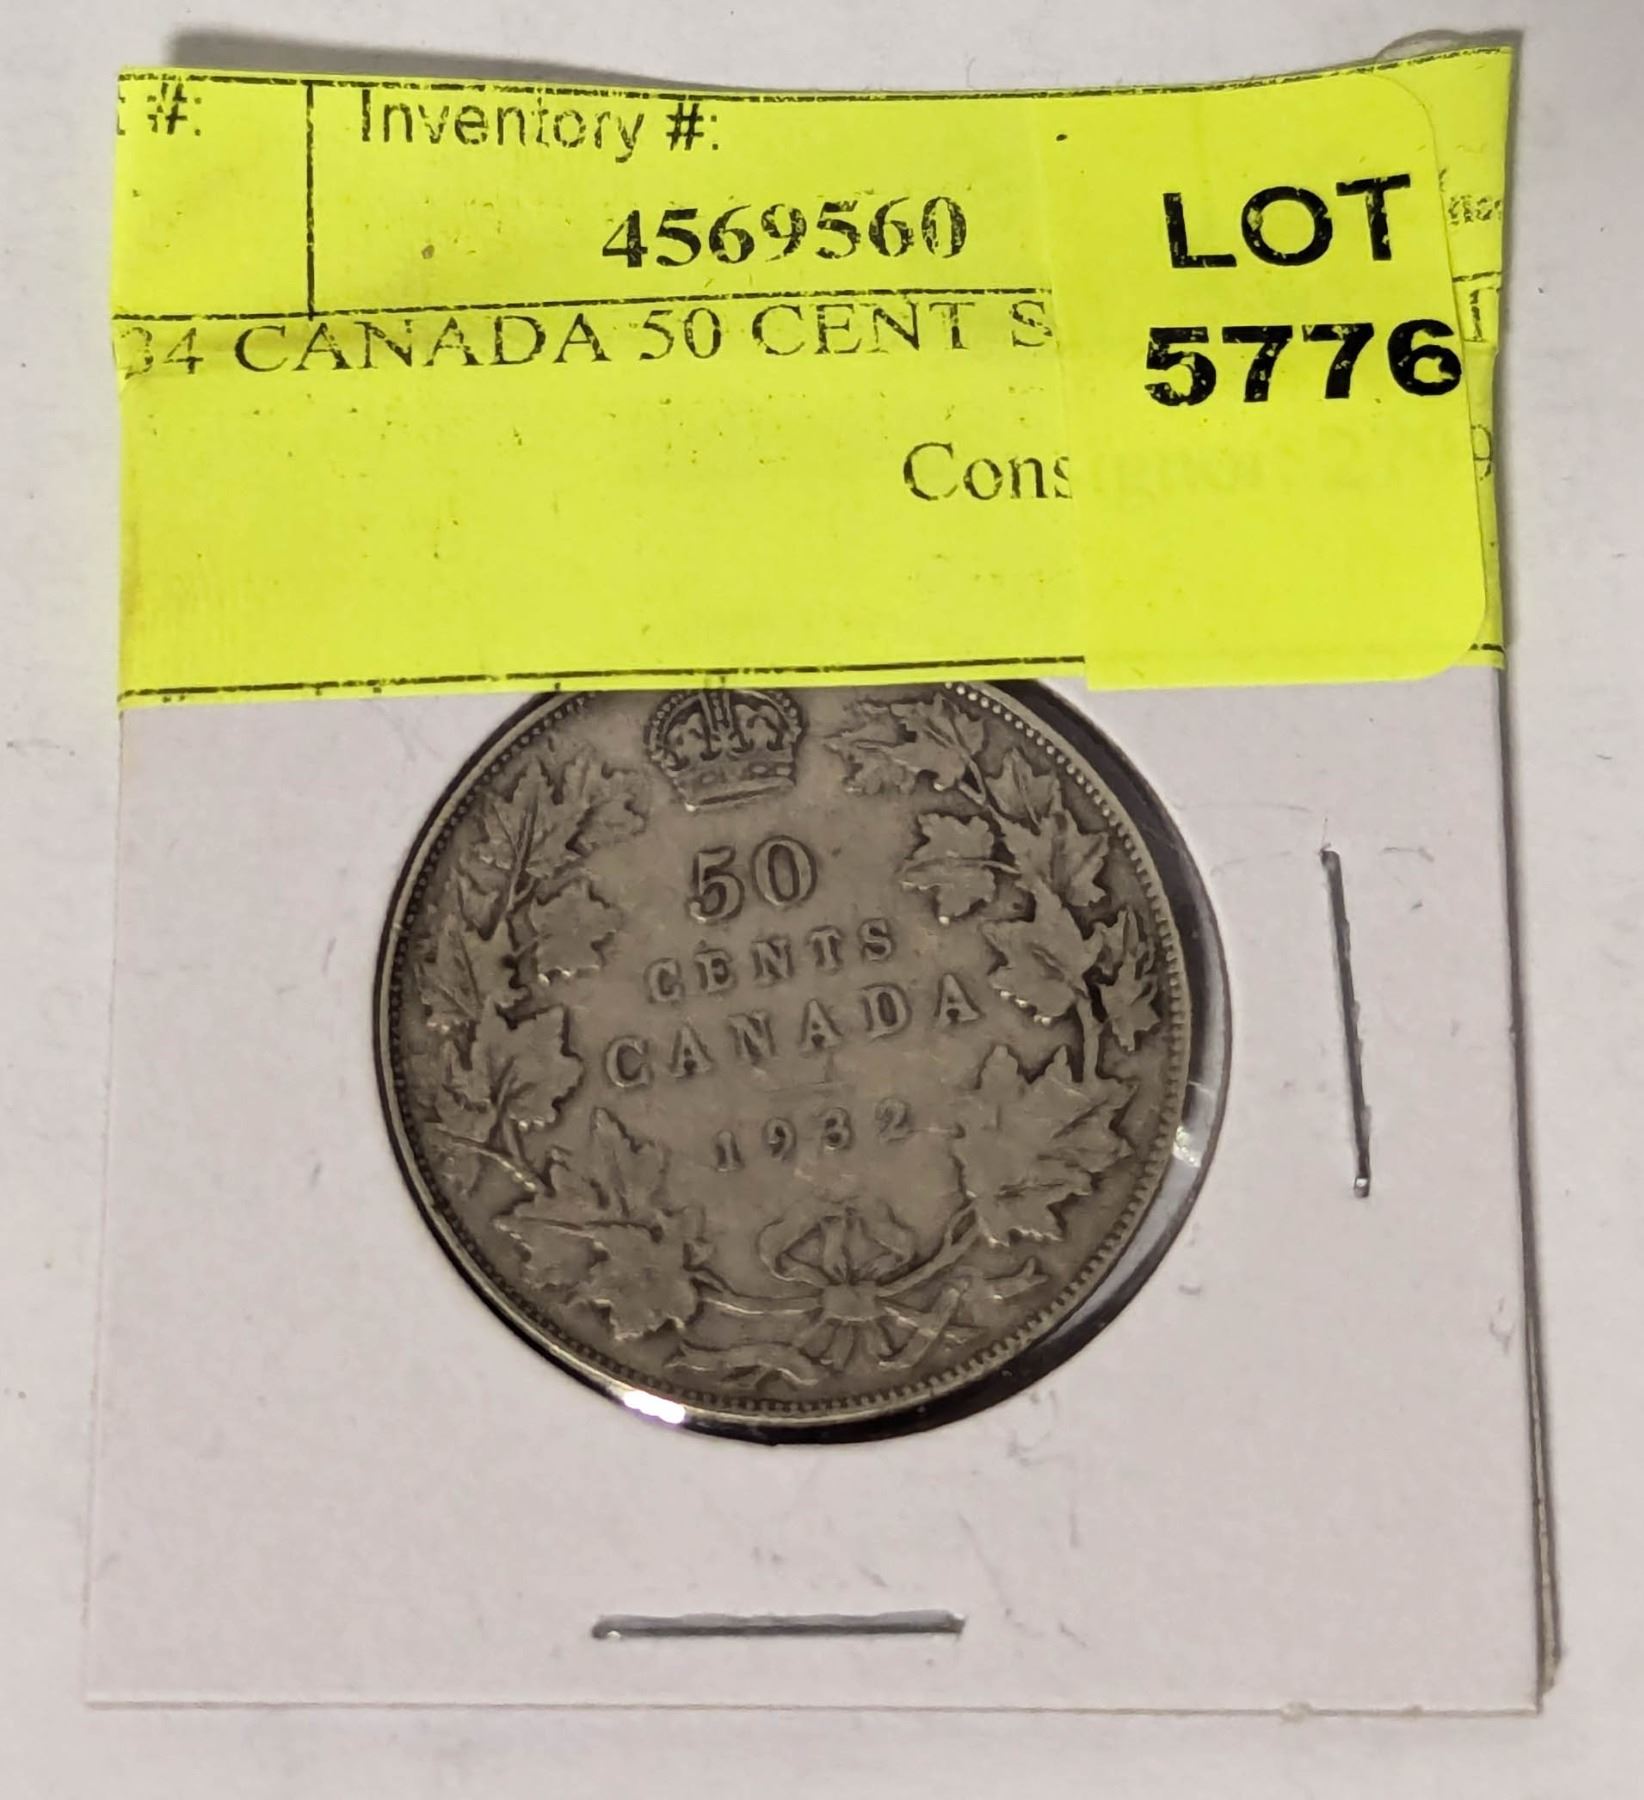 #:
Inventory #:
4569560
LOT
5776
34 CANADA 50 CENT S
Cons
50
CENTS
CANADA
1932